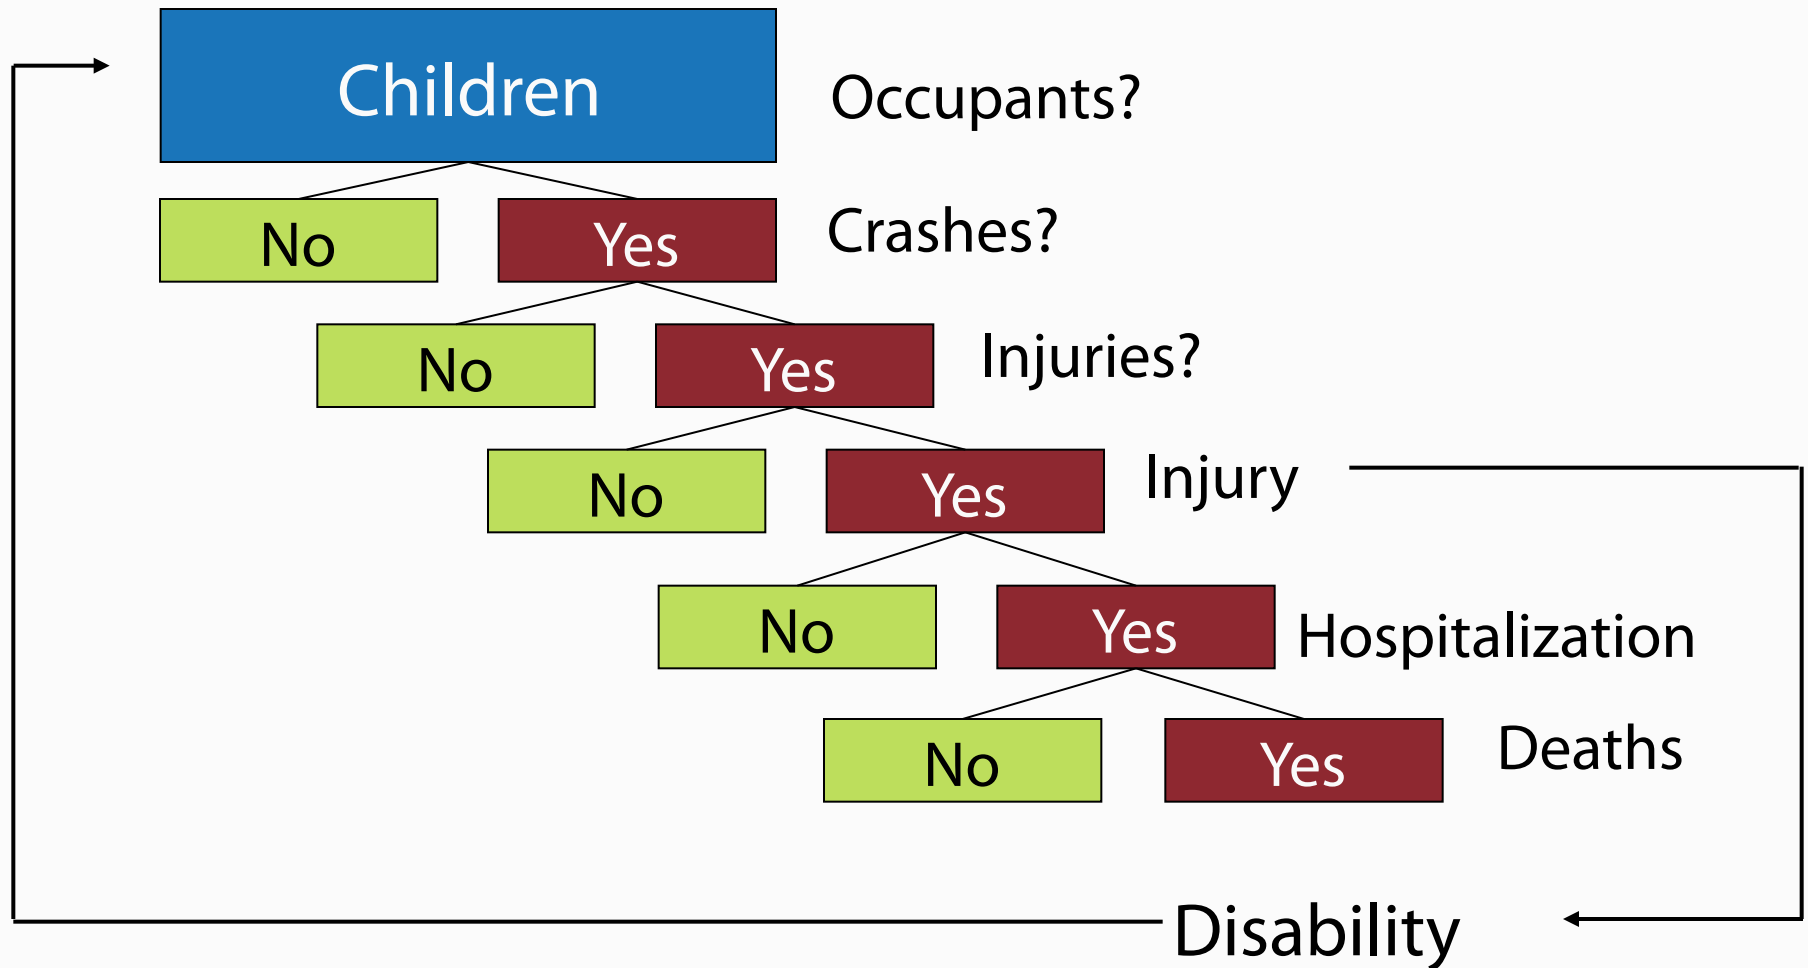 Children
Occupants?
No
Yes
Crashes?
No
Yes
Injuries?
No
Yes
Injury
No
Yes
Hospitalization
No
Yes
Deaths
Disability